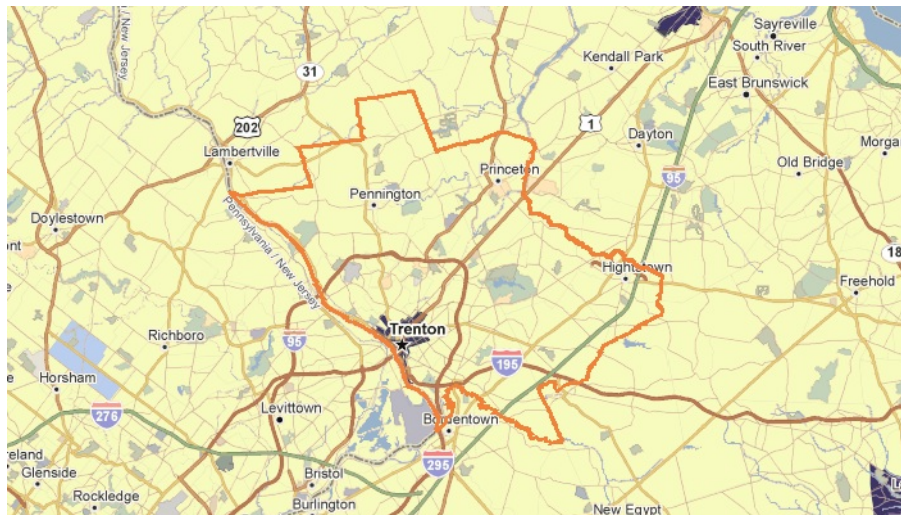 Sayreville
South River
Kendall Park
East Brunswick
31
1
Dayton
202
Lambertville
Old Bridge
Princeton
95
Pennington
Doylestown
Pennsylvania / New Jersey
/ New Jersey
18
Hightstown
Freehold
Trenton
Richboro
95
195
Horsham
276
Levittown
Bordentown
295
Glenside
Bristol
Rockledge
Burlington
New Egypt